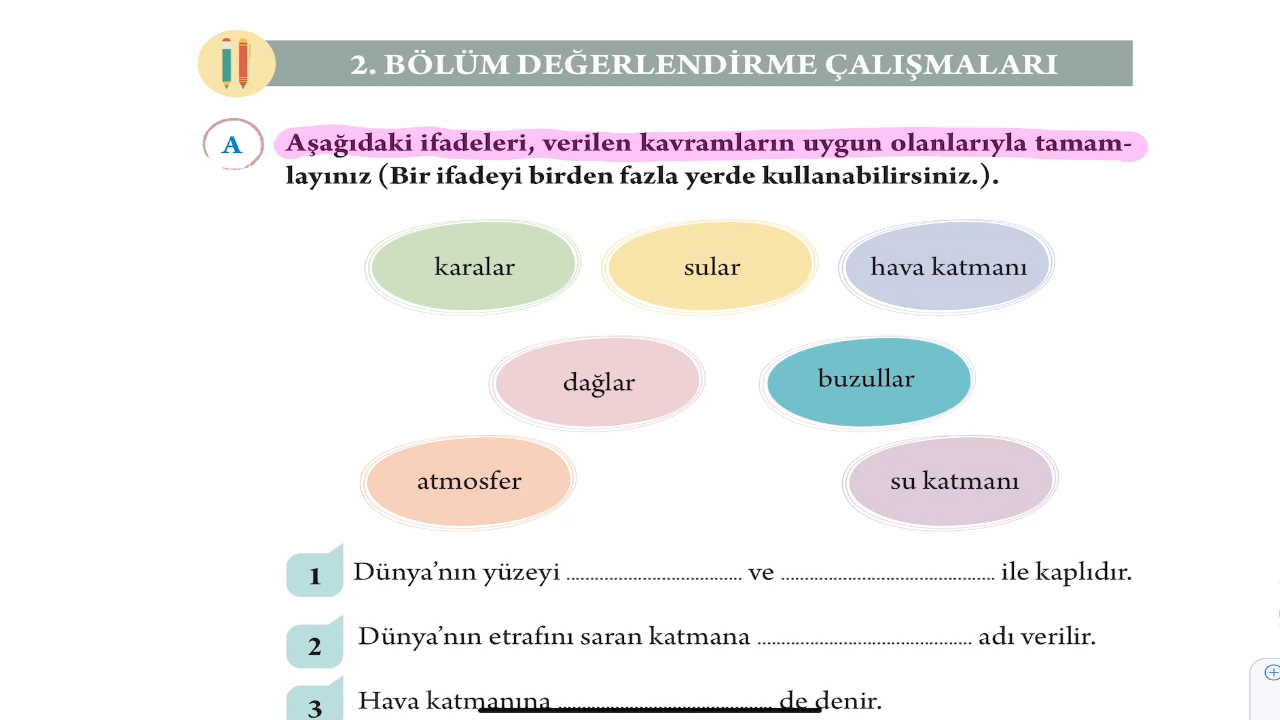 2. BÖLÜM DEĞERLENDİRME ÇALIŞMALARI
A
Aşağıdaki ifadeleri, verilen kavramların uygun olanlarıyla tamam-
layınız (Bir ifadeyi birden fazla yerde kullanabilirsiniz.).
karalar
sular
hava katmanı
dağlar
buzullar
atmosfer
su katmanı
1 Dünya’nın yüzeyi ........................................ ve ................................................ ile kaplıdır.
2 Dünya’nın etrafını saran katmana ................................................ adı verilir.
3 Hava katmanına ................................................ de denir.